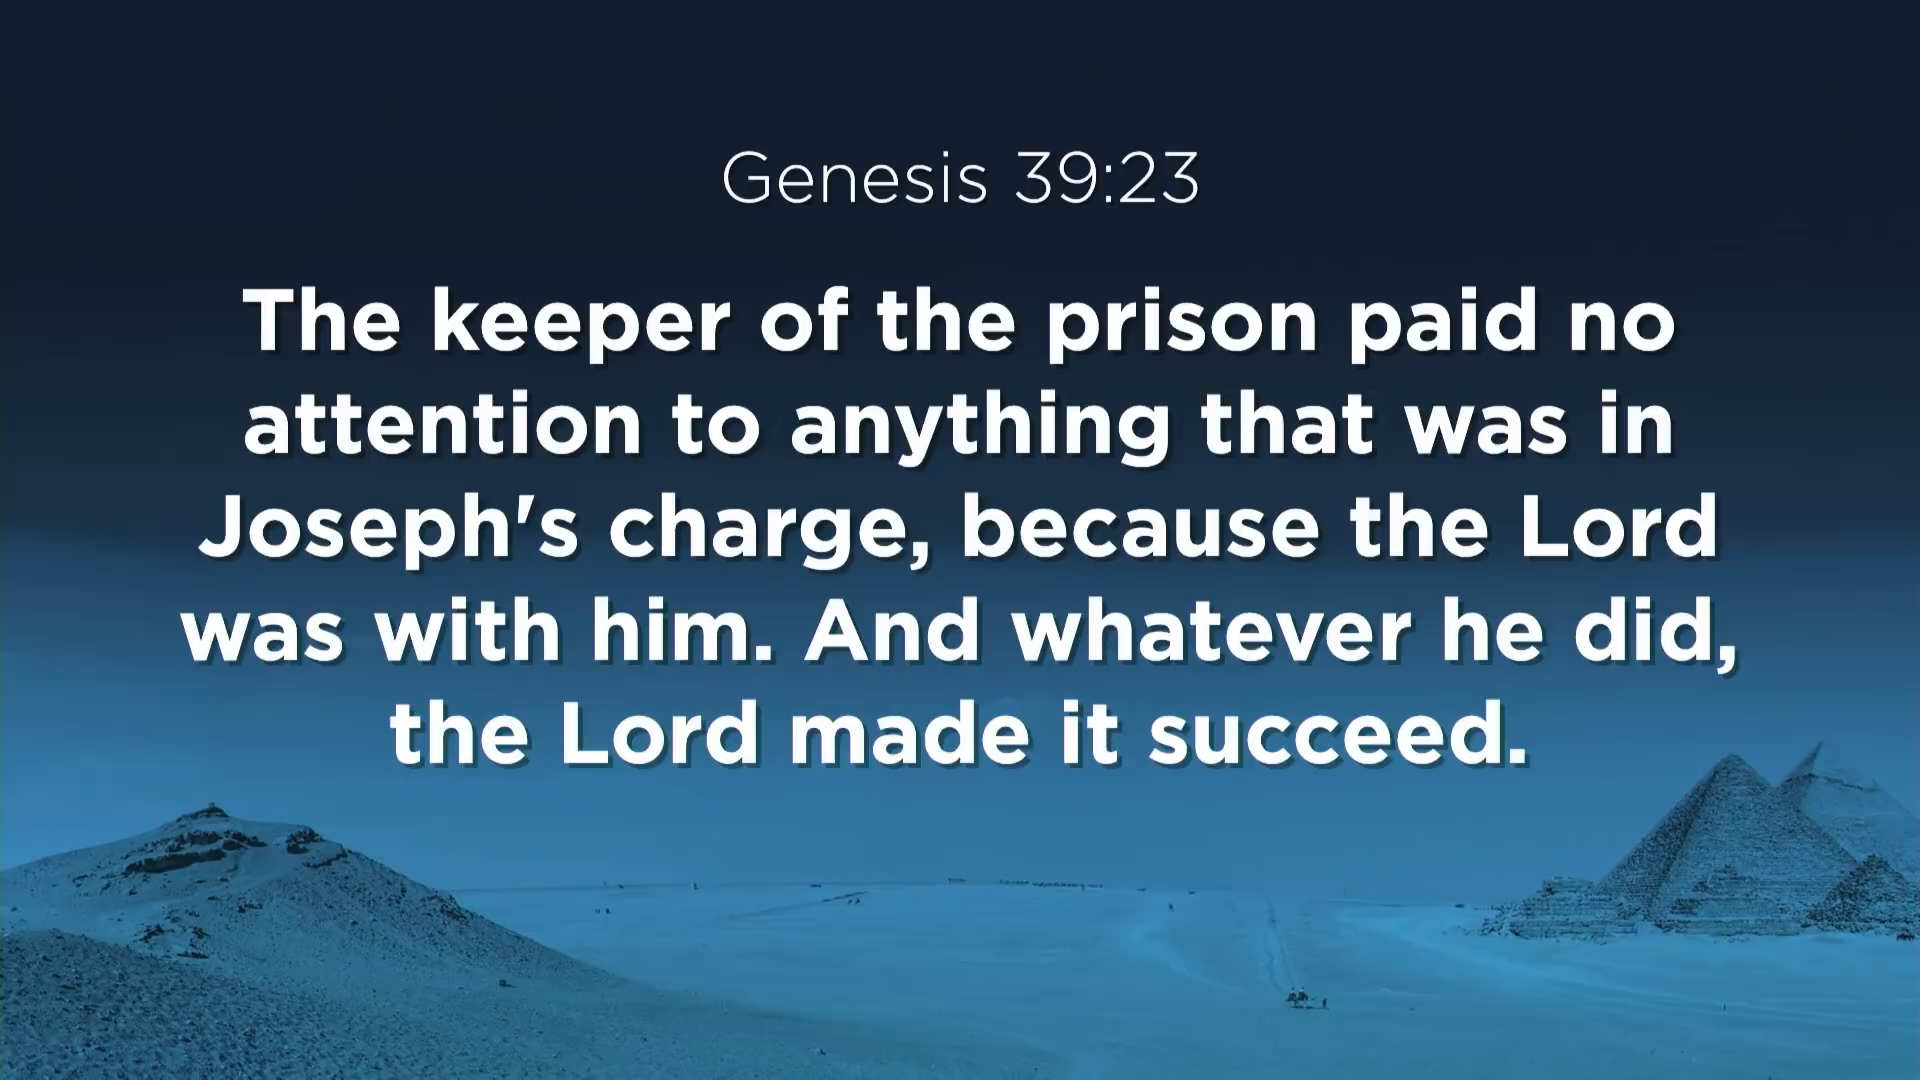 Genesis 39:23
The keeper of the prison paid no
attention to anything that was in
Joseph's charge, because the Lord
was with him. And whatever he did,
the Lord made it succeed.